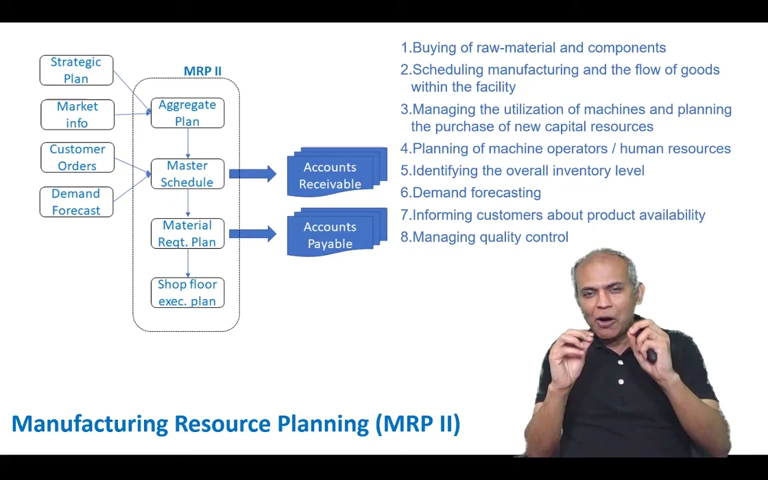 Strategic
Plan
Market
info
Customer
Orders
Demand
Forecast
MRP II
Aggregate
Plan
Master
Schedule
Material
Reqt. Plan
Shop floor
exec. plan
Accounts
Receivable
Accounts
Payable
1.Buying of raw-material and components
2.Scheduling manufacturing and the flow of goods
within the facility
3.Managing the utilization of machines and planning
the purchase of new capital resources
4.Planning of machine operators / human resources
5.Identifying the overall inventory level
6.Demand forecasting
7.Informing customers about product availability
8.Managing quality control
Manufacturing Resource Planning (MRP II)